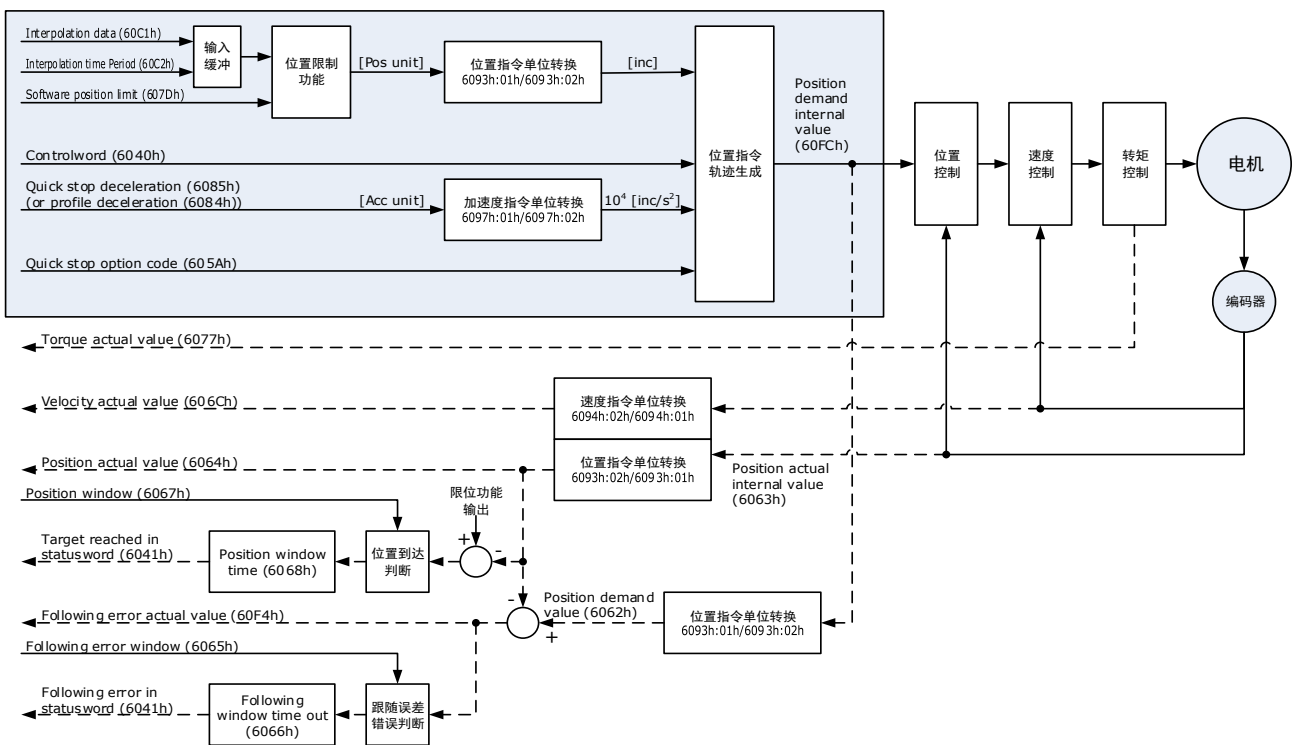 Interpolation data (60C1h)
Interpolation time Period (60C2h)
Software position limit (607Dh)
输入
缓冲
位置限制
功能
[Pos unit]
位置指令单位转换
6093h:01h/6093h:02h
[inc]
Controlword (6040h)
Quick stop deceleration (6085h)
(or profile deceleration (6084h))
[Acc unit]
加速度指令单位转换
6097h:01h/6097h:02h
10⁴ [inc/s²]
Quick stop option code (605Ah)
位置指令
轨迹生成
Position
demand
internal
value
(60FCh)
位置
控制
速度
控制
转矩
控制
电机
编码器
Torque actual value (6077h)
Velocity actual value (606Ch)
速度指令单位转换
6094h:02h/6094h:01h
Position actual value (6064h)
位置指令单位转换
6093h:02h/6093h:01h
Position actual
internal value
(6063h)
Position window (6067h)
限位功能
输出
+
-
Target reached in
statusword (6041h)
Position window
time (6068h)
位置到达
判断
Following error actual value (60F4h)
-
+
Position demand
value (6062h)
位置指令单位转换
6093h:01h/6093h:02h
Following error window (6065h)
Following error in
statusword (6041h)
Following
window time out
(6066h)
跟随误差
错误判断